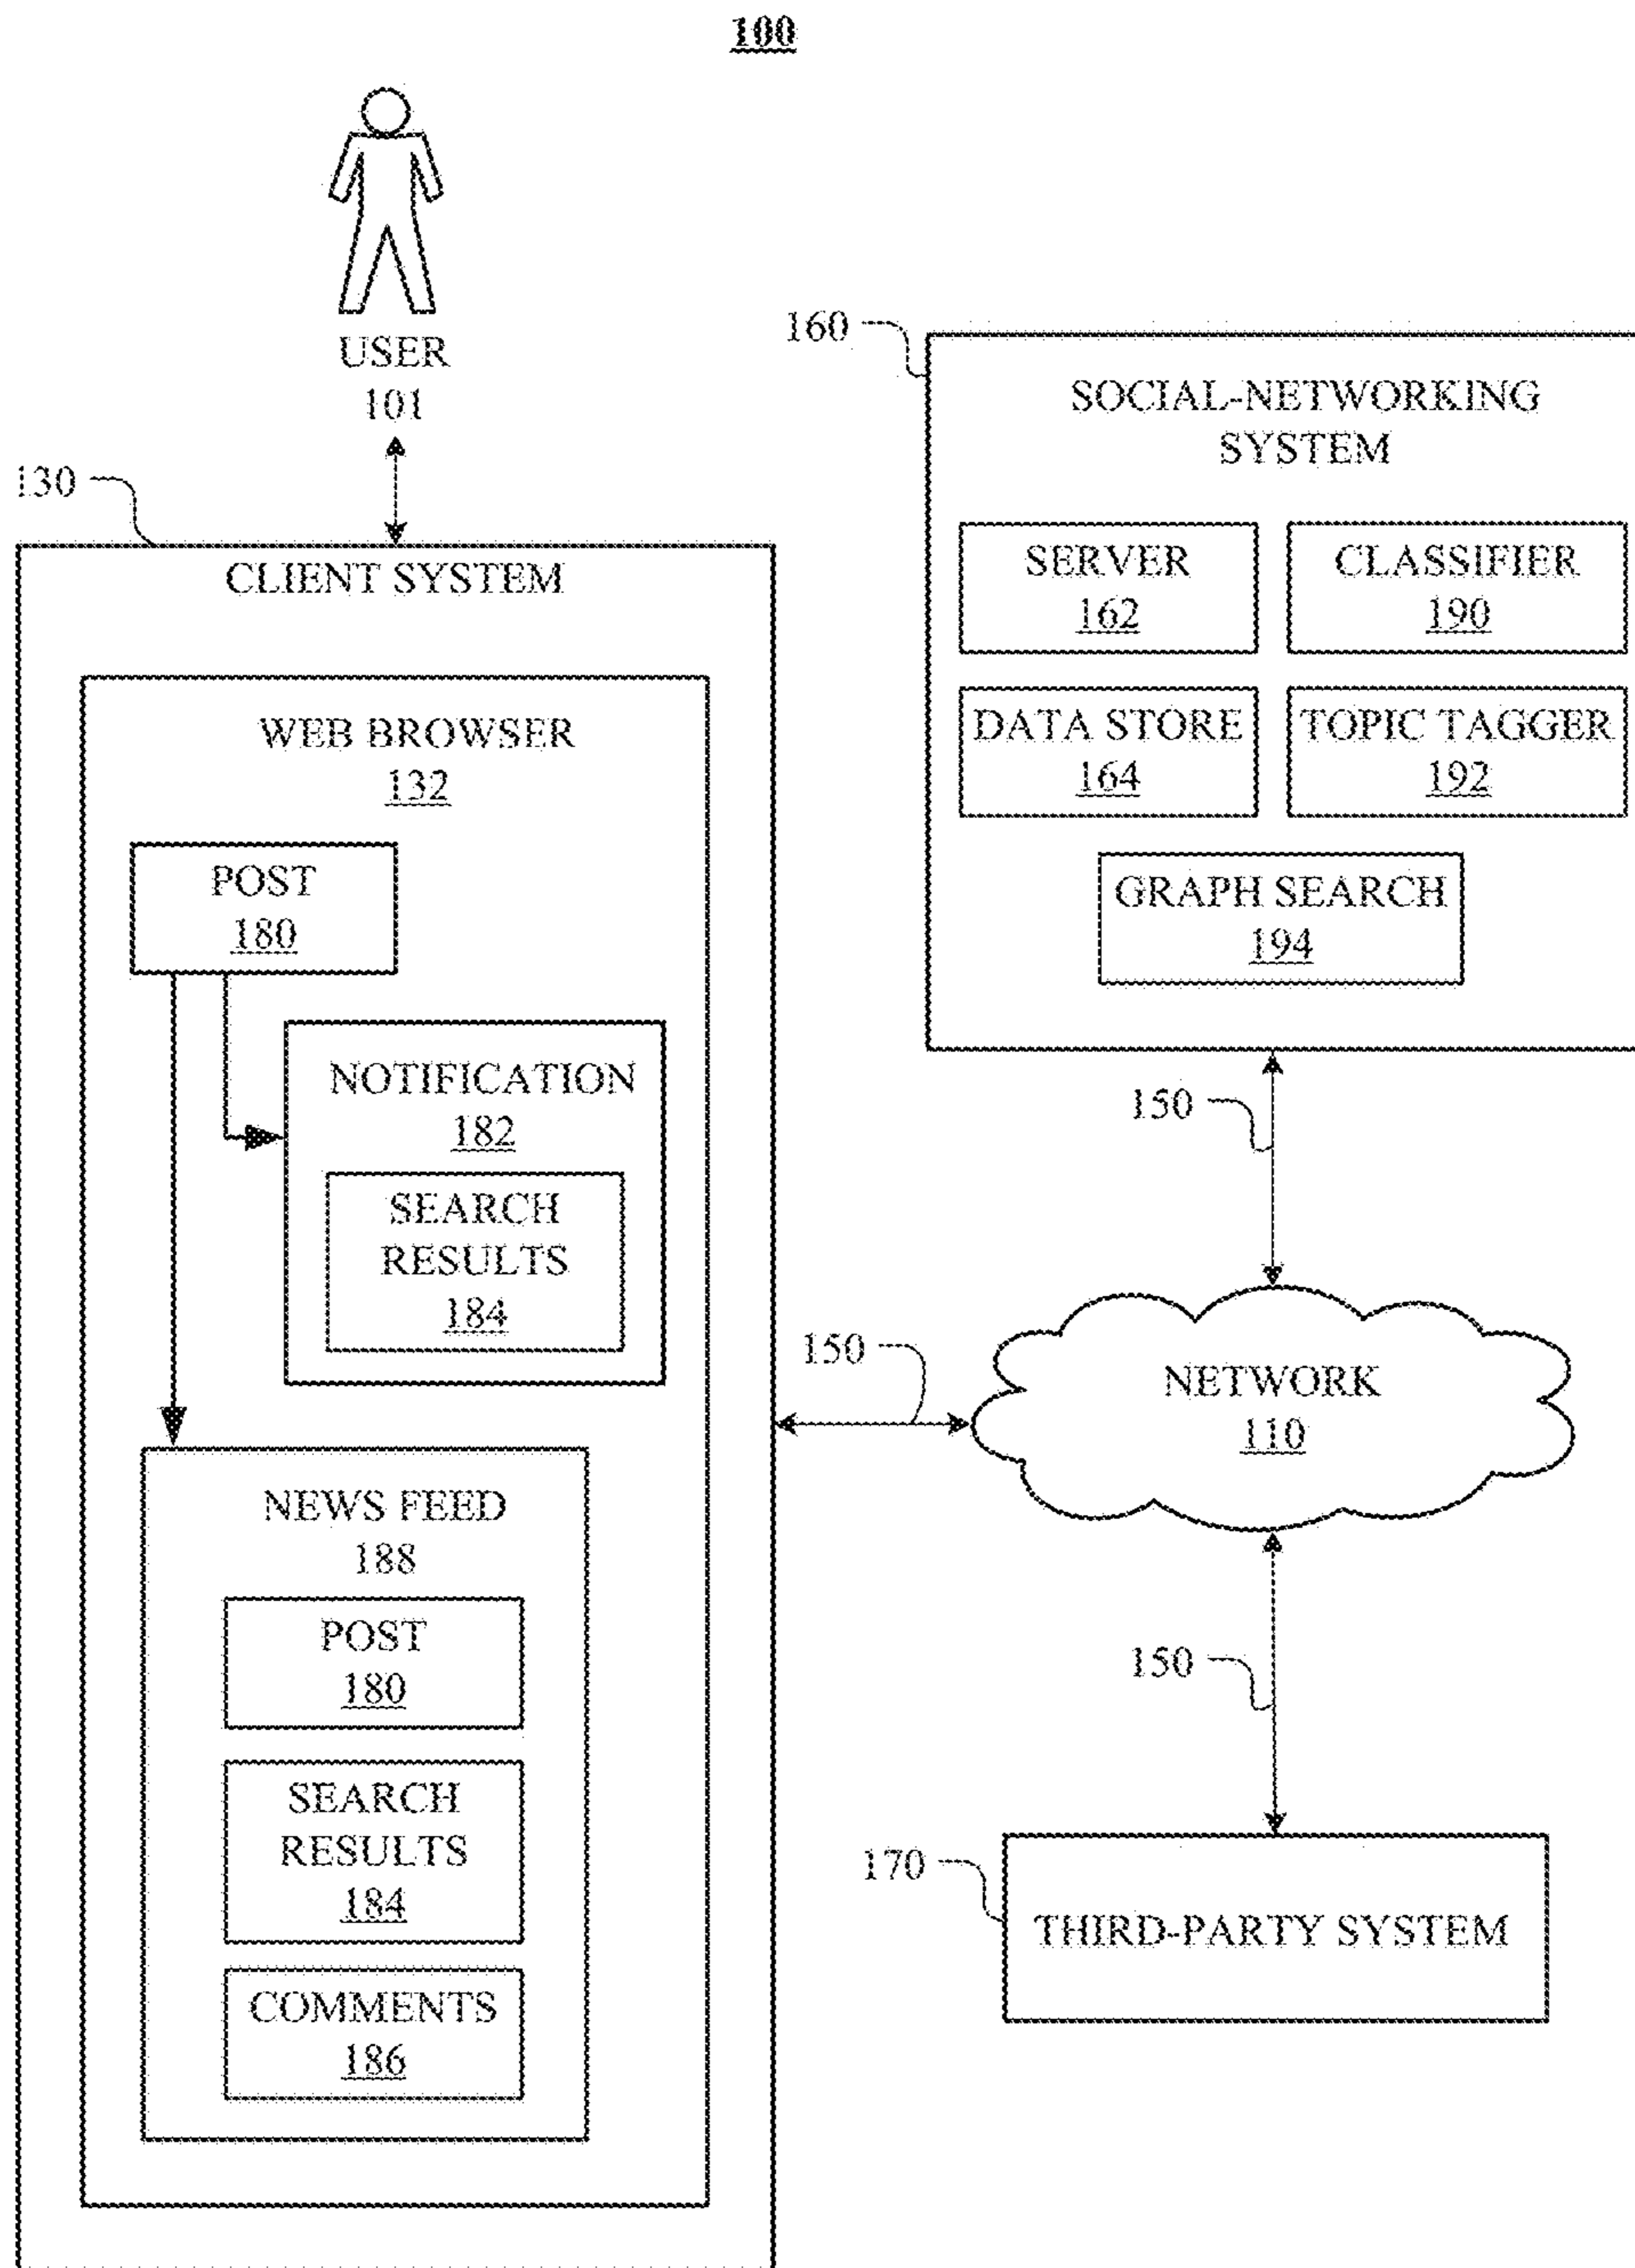 100
USER
101
130
CLIENT SYSTEM
WEB BROWSER
132
POST
180
NOTIFICATION
182
SEARCH
RESULTS
184
NEWS FEED
188
POST
180
SEARCH
RESULTS
184
COMMENTS
186
160
SOCIAL-NETWORKING
SYSTEM
SERVER
162
CLASSIFIER
190
DATA STORE
164
TOPIC TAGGER
192
GRAPH SEARCH
194
150
150
NETWORK
110
150
170
THIRD-PARTY SYSTEM